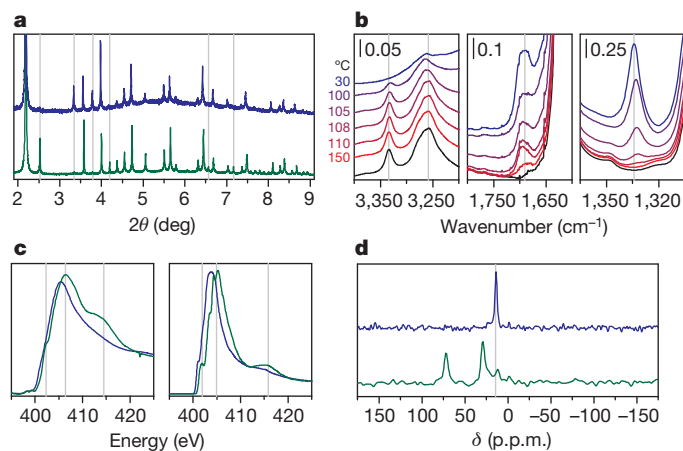 a
2 3 4 5 6 7 8 9
2θ (deg)
b
0.05
0.1
0.25
°C
30
100
105
108
110
150
3,350 3,250
1,750 1,650
1,350 1,320
Wavenumber (cm⁻¹)
c
400 410 420
400 410 420
Energy (eV)
d
150 100 50 0 −50 −100 −150
δ (p.p.m.)